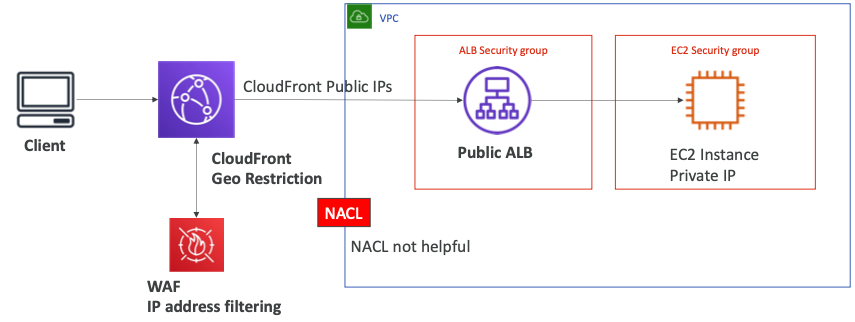 VPC
ALB Security group
EC2 Security group
CloudFront Public IPs
Client
Public ALB
EC2 Instance
Private IP
CloudFront
Geo Restriction
NACL
NACL not helpful
WAF
IP address filtering